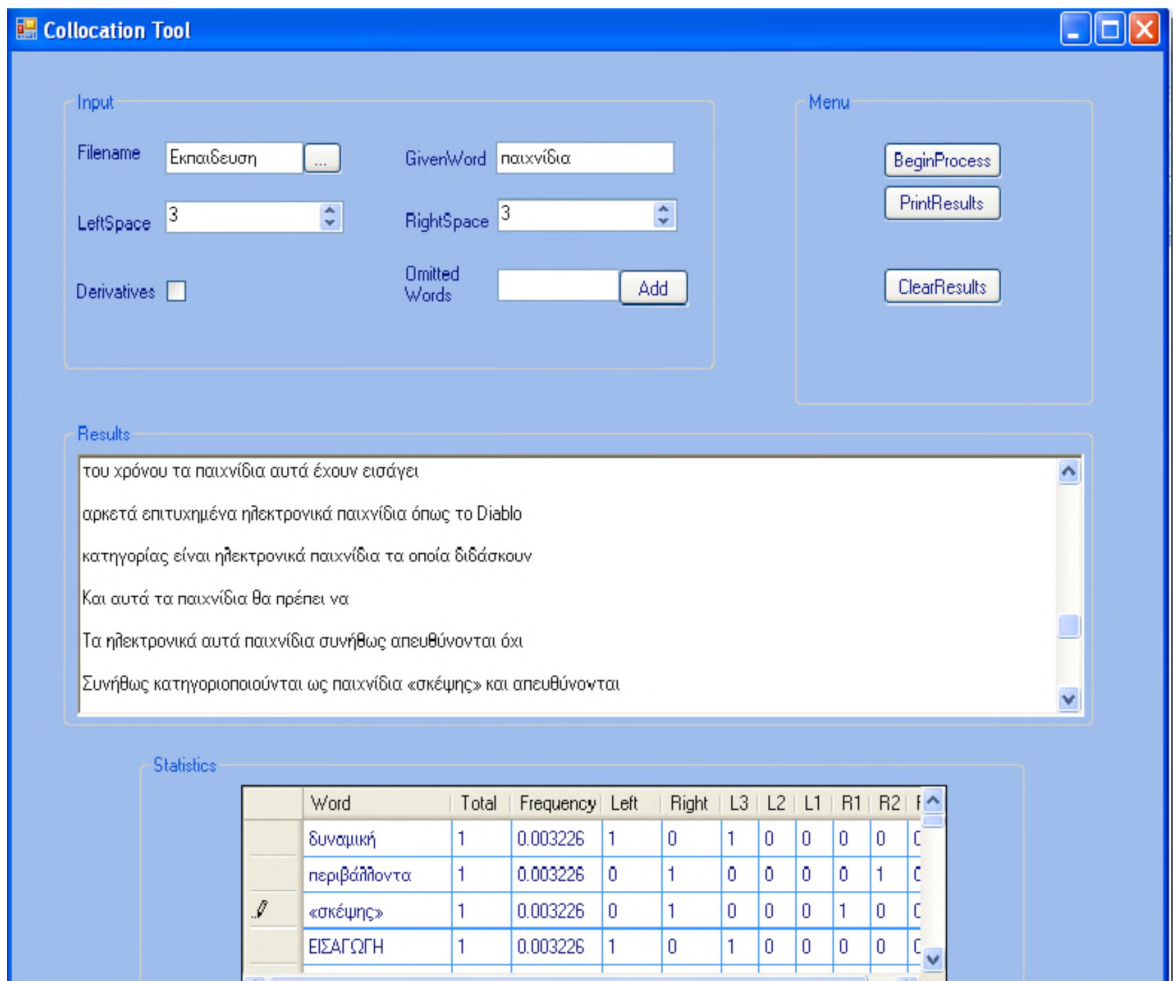 Collocation Tool
Input
Menu
Filename Εκπαιδευση ... GivenWord παιχνίδια
BeginProcess
PrintResults
LeftSpace 3 RightSpace 3
Derivatives Omitted Words Add
ClearResults
Results
του χρόνου τα παιχνίδια αυτά έχουν εισάγει
αρκετά επιτυχημένα ηλεκτρονικά παιχνίδια όπως το Diablo
κατηγορίας είναι ηλεκτρονικά παιχνίδια τα οποία διδάσκουν
Και αυτά τα παιχνίδια θα πρέπει να
Τα ηλεκτρονικά αυτά παιχνίδια συνήθως απευθύνονται όχι
Συνήθως κατηγοριοποιούνται ως παιχνίδια «σκέψης» και απευθύνονται
Statistics
Word Total Frequency Left Right L3 L2 L1 R1 R2
δυναμική 1 0.003226 1 0 1 0 0 0 0
περιβάλλοντα 1 0.003226 0 1 0 0 0 0 1
«σκέψης» 1 0.003226 0 1 0 0 0 1 0
ΕΙΣΑΓΩΓΗ 1 0.003226 1 0 1 0 0 0 0